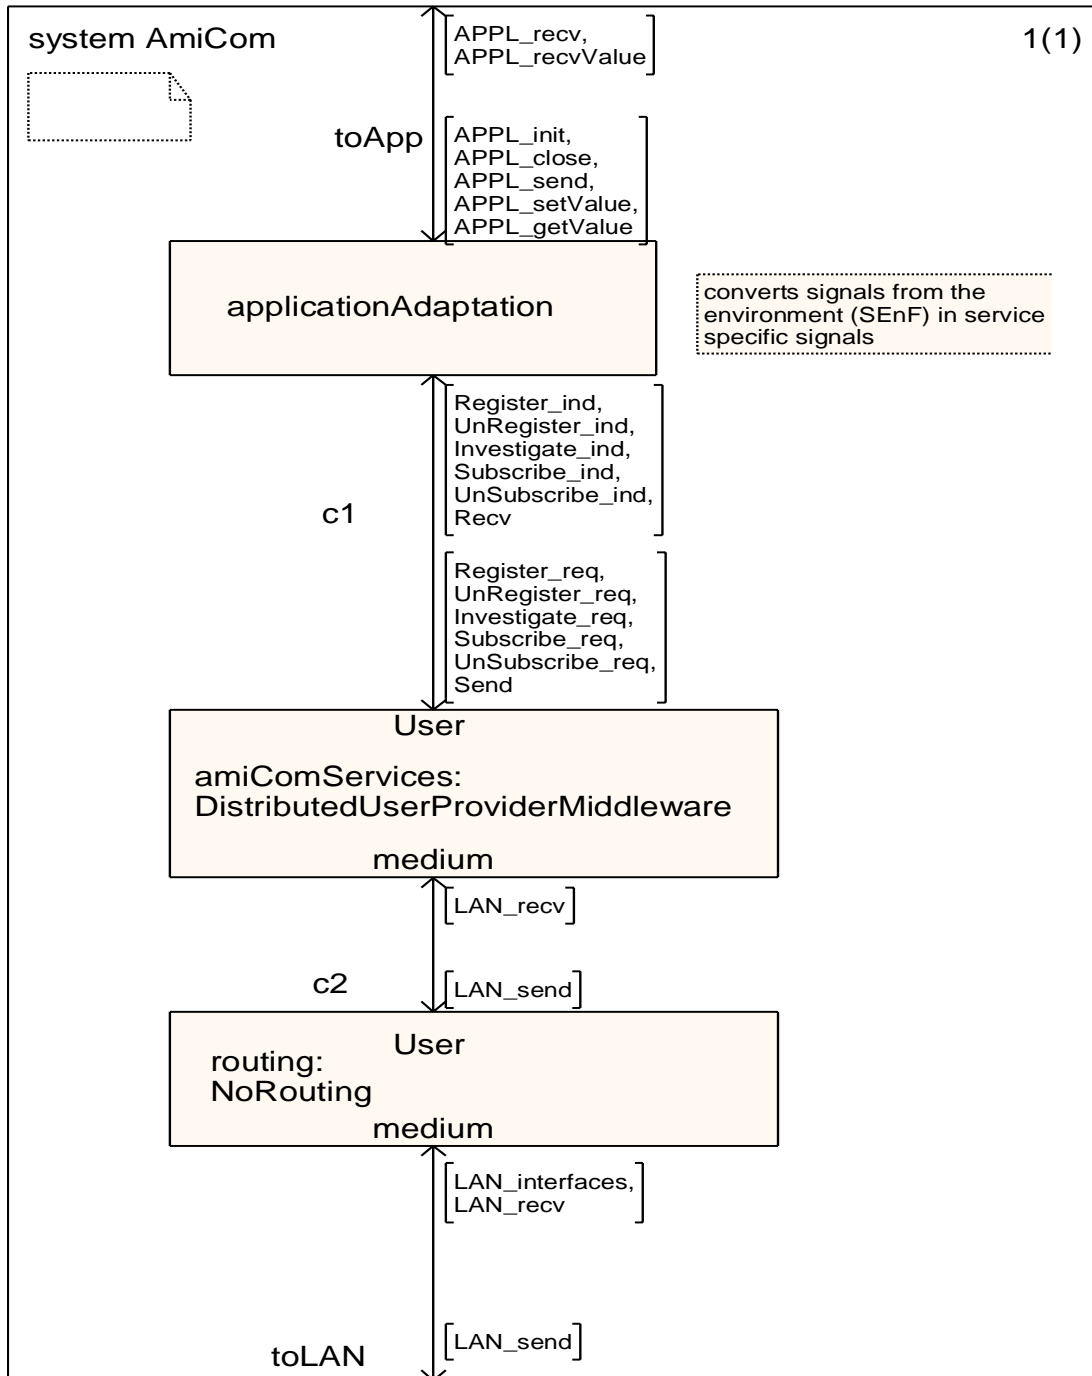 system AmiCom
1(1)
APPL_recv,
APPL_recvValue
toApp
APPL_init,
APPL_close,
APPL_send,
APPL_setValue,
APPL_getValue
applicationAdaptation
converts signals from the
environment (SEnF) in service
specific signals
c1
Register_ind,
UnRegister_ind,
Investigate_ind,
Subscribe_ind,
UnSubscribe_ind,
Recv
Register_req,
UnRegister_req,
Investigate_req,
Subscribe_req,
UnSubscribe_req,
Send
User
amiComServices:
DistributedUserProviderMiddleware
medium
LAN_recv
c2
LAN_send
User
routing:
NoRouting
medium
LAN_interfaces,
LAN_recv
LAN_send
toLAN